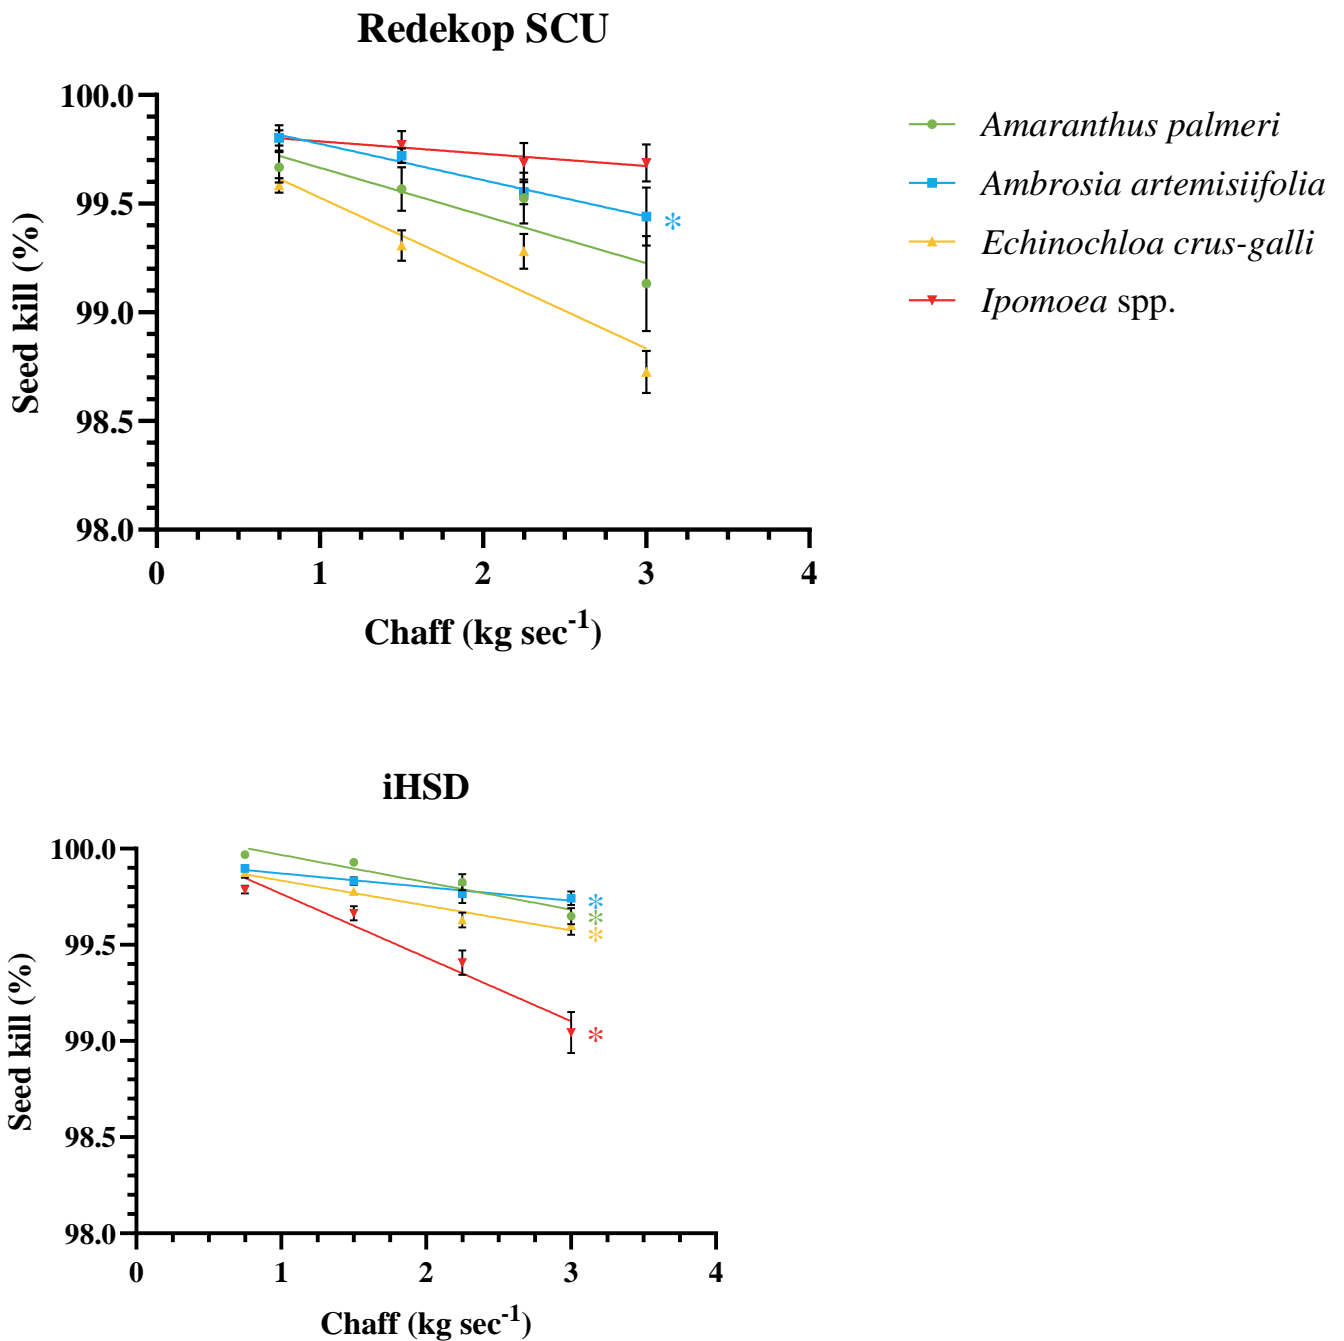 Redekop SCU
100.0
99.5
99.0
98.5
98.0
Seed kill (%)
0 1 2 3 4
Chaff (kg sec⁻¹)
*
Amaranthus palmeri
Ambrosia artemisiifolia
Echinochloa crus-galli
Ipomoea spp.
iHSD
100.0
99.5
99.0
98.5
98.0
Seed kill (%)
0 1 2 3 4
Chaff (kg sec⁻¹)
*
*
*
*